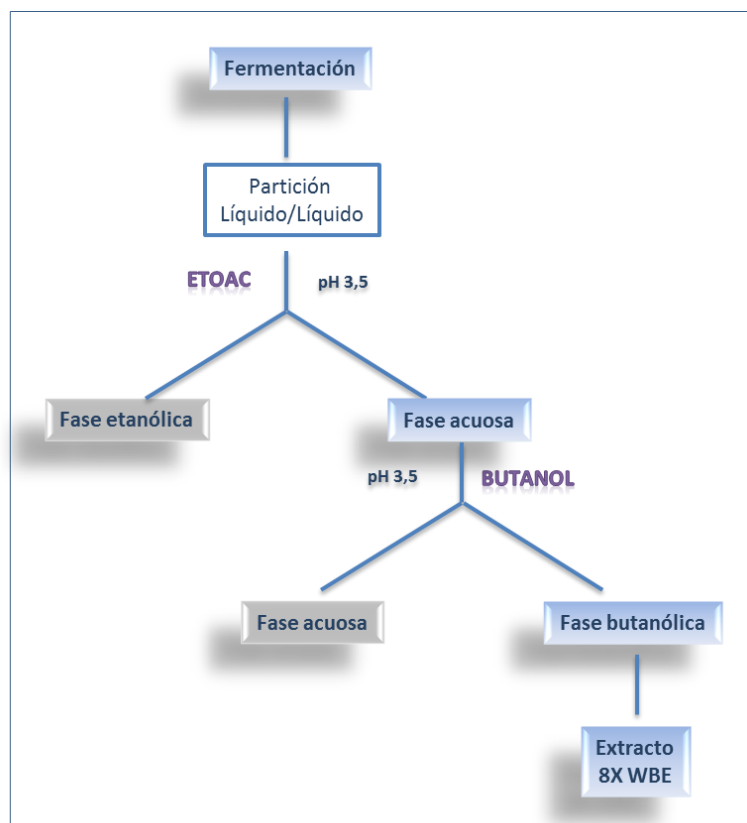 Fermentación
Partición
Líquido/Líquido
ETOAC
pH 3,5
Fase etanólica
Fase acuosa
pH 3,5
BUTANOL
Fase acuosa
Fase butanólica
Extracto
8X WBE